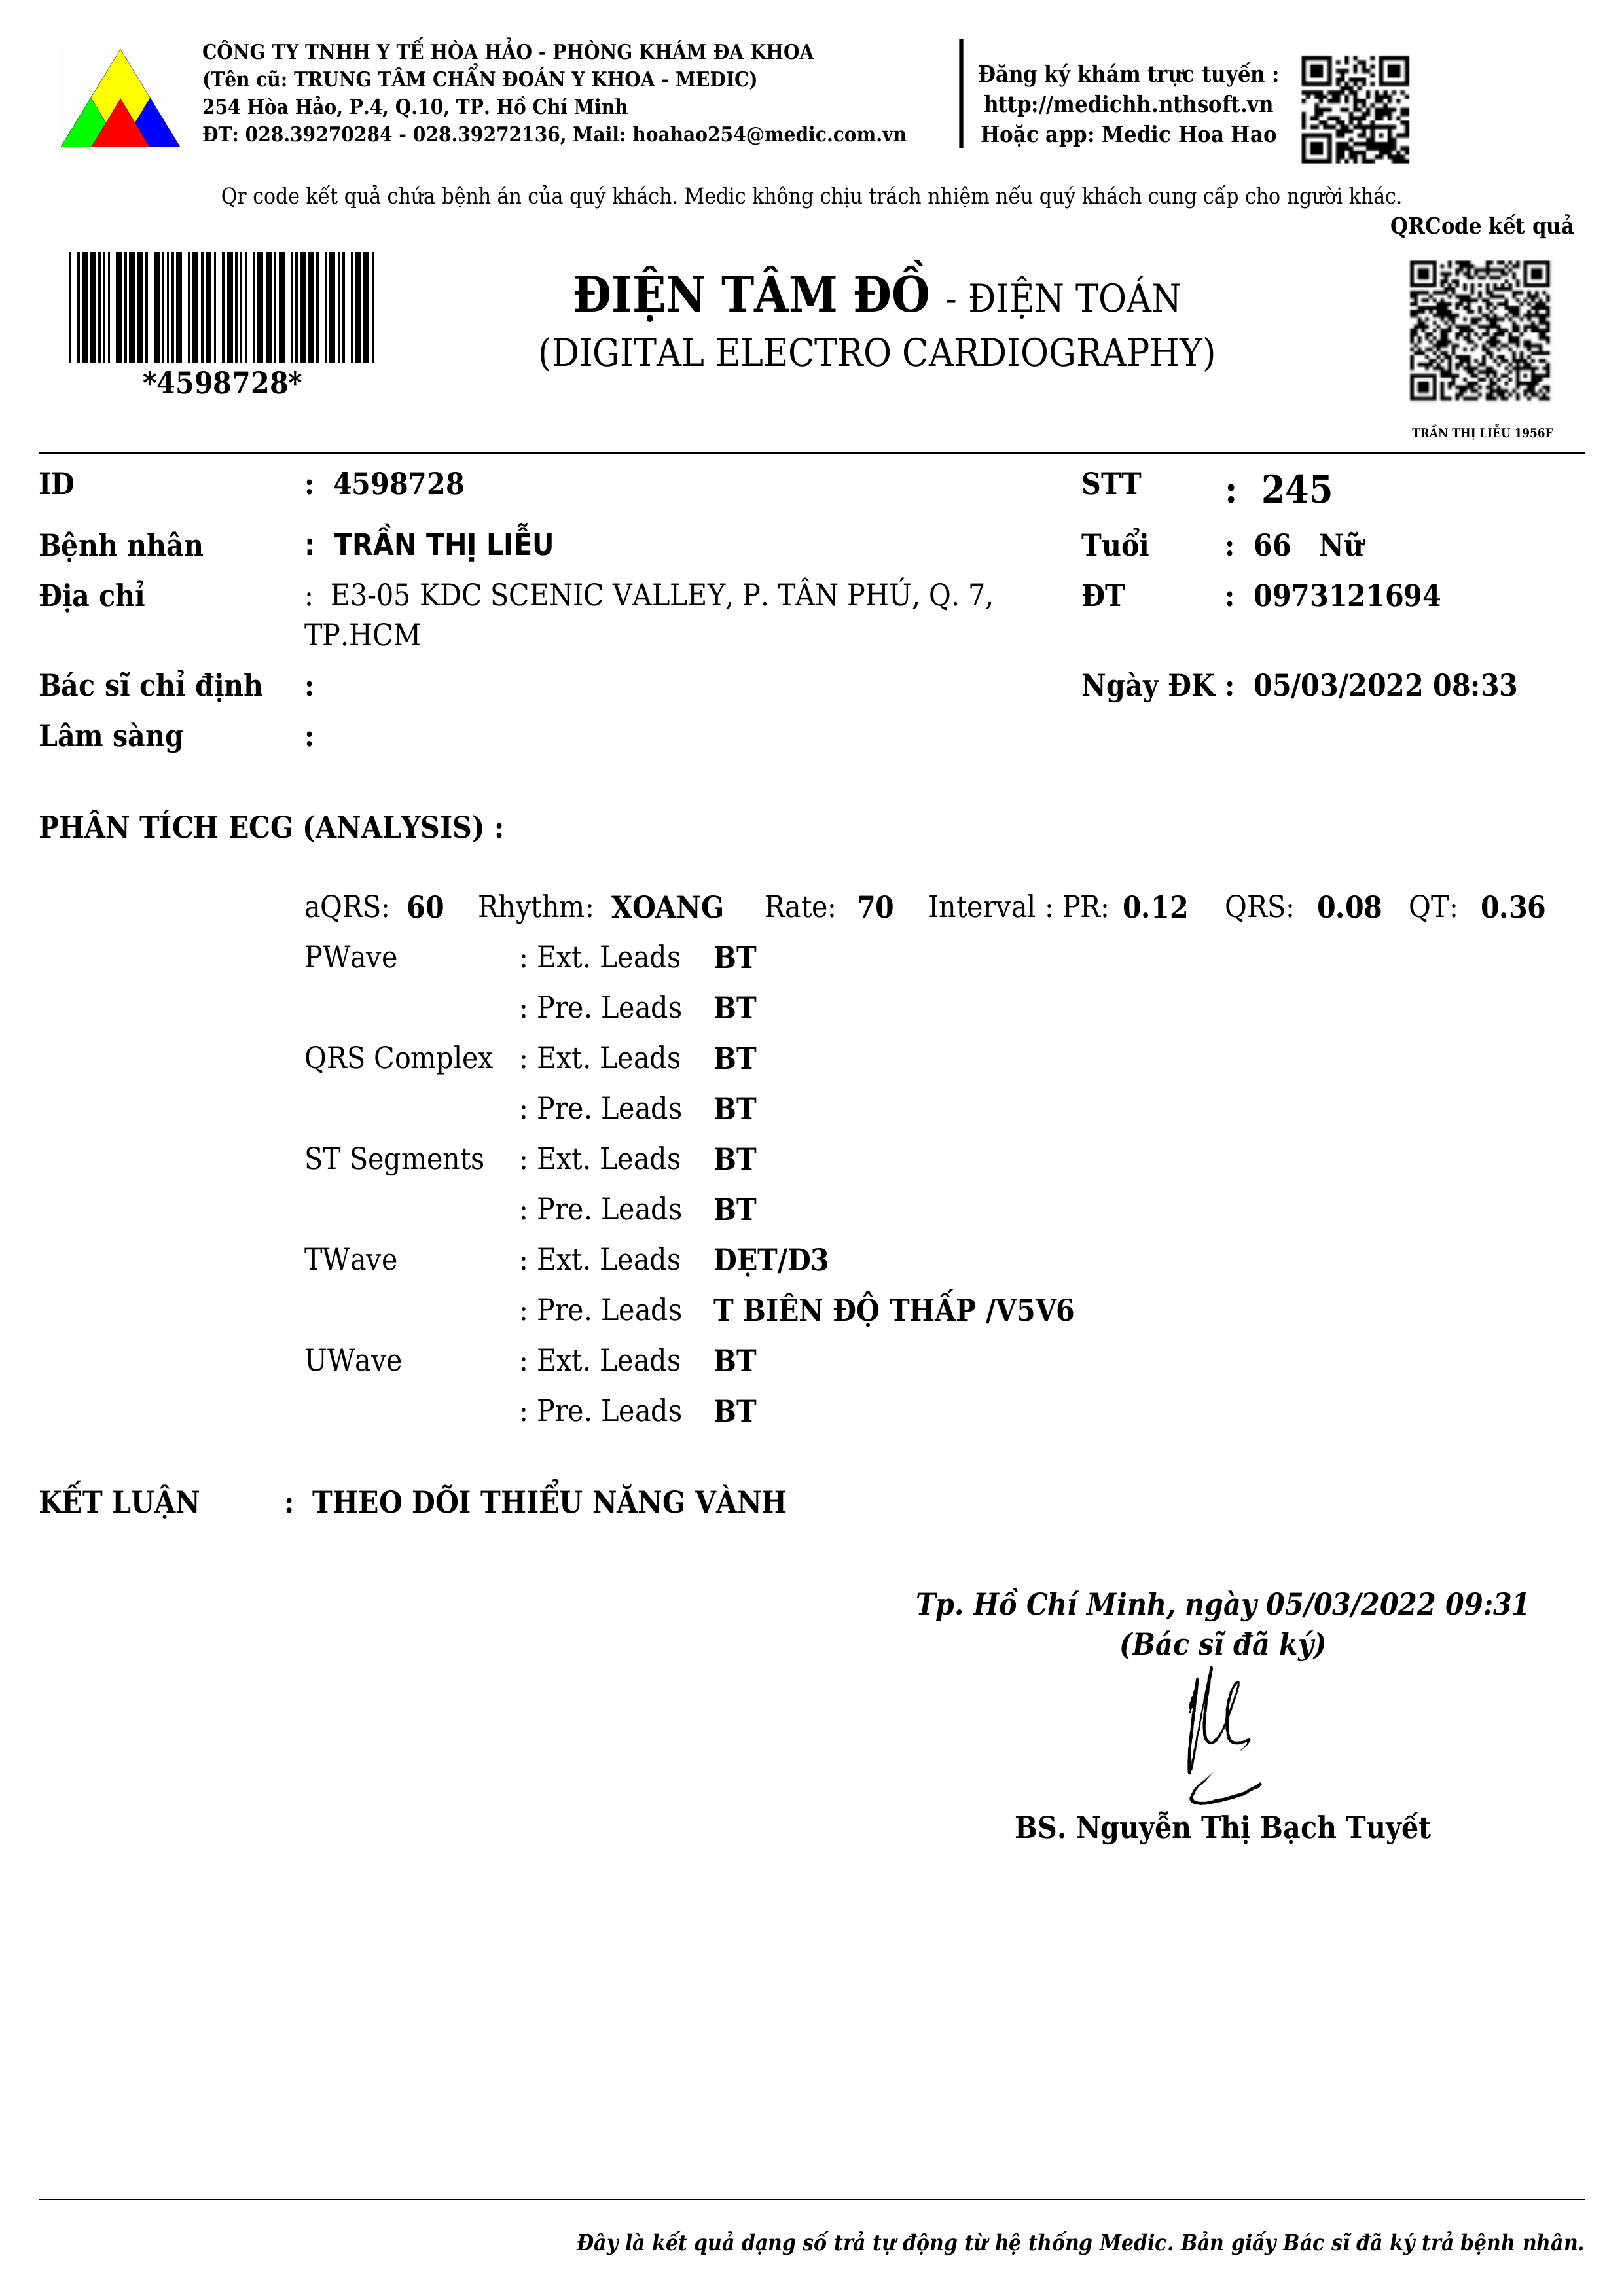 CÔNG TY TNHH Y TẾ HÒA HẢO - PHÒNG KHÁM ĐA KHOA
(Tên cũ: TRUNG TÂM CHẨN ĐOÁN Y KHOA - MEDIC)
254 Hòa Hảo, P.4, Q.10, TP. Hồ Chí Minh
ĐT: 028.39270284 - 028.39272136, Mail: hoahao254@medic.com.vn
Đăng ký khám trực tuyến :
http://medichh.nthsoft.vn
Hoặc app: Medic Hoa Hao
Qr code kết quả chứa bệnh án của quý khách. Medic không chịu trách nhiệm nếu quý khách cung cấp cho người khác.
QRCode kết quả
*4598728*
ĐIỆN TÂM ĐỒ - ĐIỆN TOÁN
(DIGITAL ELECTRO CARDIOGRAPHY)
TRẦN THỊ LIỄU 1956F
ID : 4598728 STT : 245
Bệnh nhân : TRẦN THỊ LIỄU Tuổi : 66 Nữ
Địa chỉ : E3-05 KDC SCENIC VALLEY, P. TÂN PHÚ, Q. 7, ĐT : 0973121694
TP.HCM
Bác sĩ chỉ định : Ngày ĐK : 05/03/2022 08:33
Lâm sàng :
PHÂN TÍCH ECG (ANALYSIS) :
aQRS: 60 Rhythm: XOANG Rate: 70 Interval : PR: 0.12 QRS: 0.08 QT: 0.36
PWave : Ext. Leads BT
: Pre. Leads BT
QRS Complex : Ext. Leads BT
: Pre. Leads BT
ST Segments : Ext. Leads BT
: Pre. Leads BT
TWave : Ext. Leads DẸT/D3
: Pre. Leads T BIÊN ĐỘ THẤP /V5V6
UWave : Ext. Leads BT
: Pre. Leads BT
KẾT LUẬN : THEO DÕI THIỂU NĂNG VÀNH
Tp. Hồ Chí Minh, ngày 05/03/2022 09:31
(Bác sĩ đã ký)
BS. Nguyễn Thị Bạch Tuyết
Đây là kết quả dạng số trả tự động từ hệ thống Medic. Bản giấy Bác sĩ đã ký trả bệnh nhân.